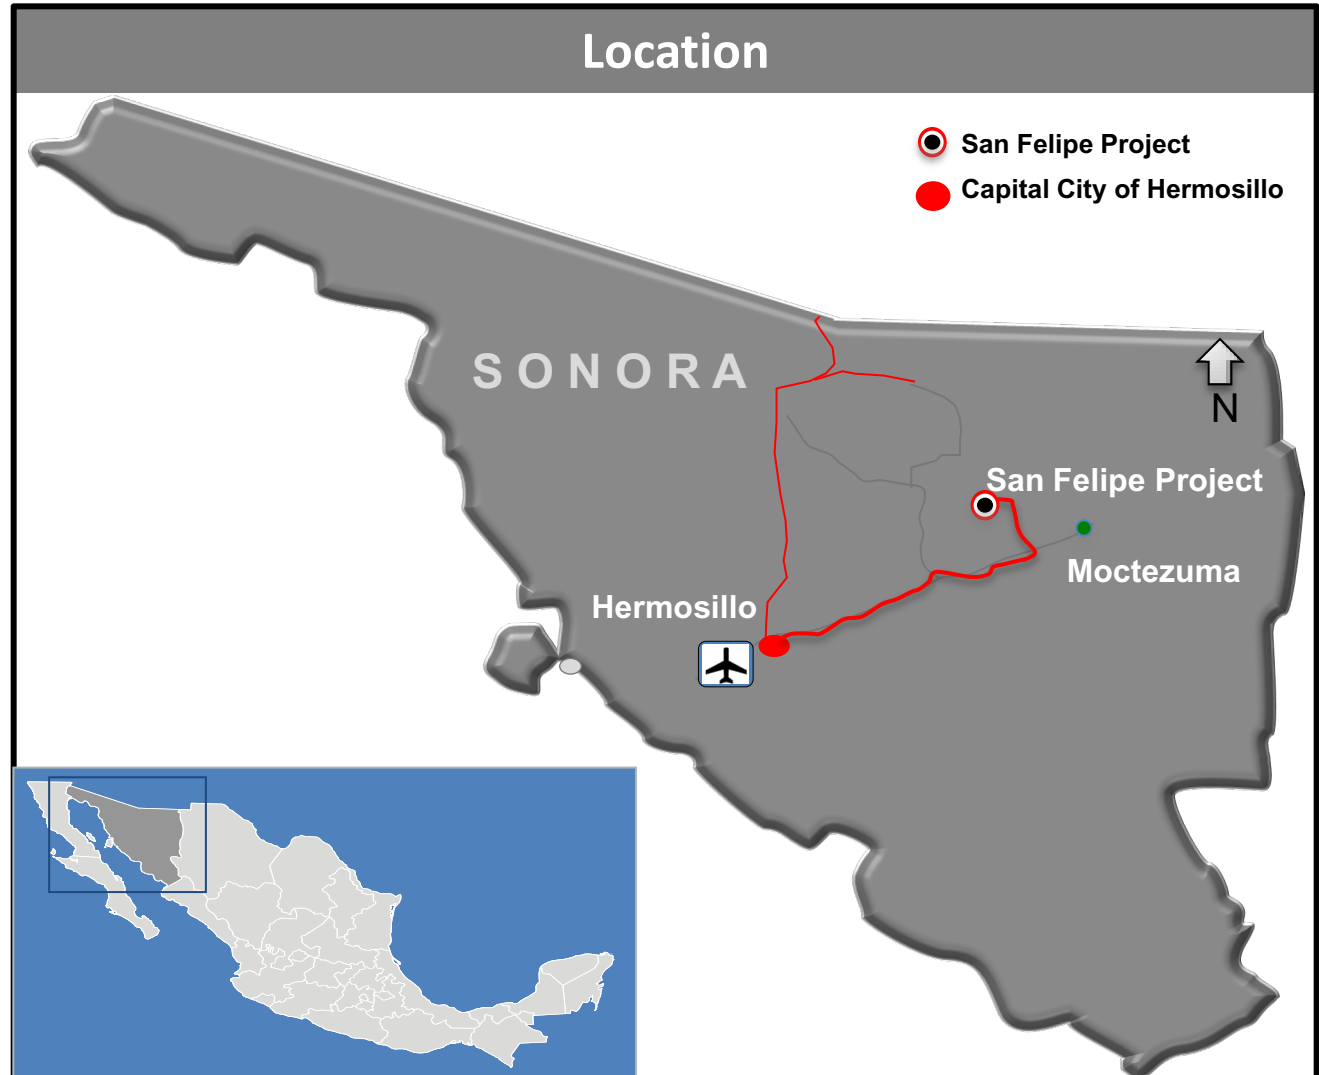 Location
San Felipe Project
Capital City of Hermosillo
SONORA
N
San Felipe Project
Moctezuma
Hermosillo